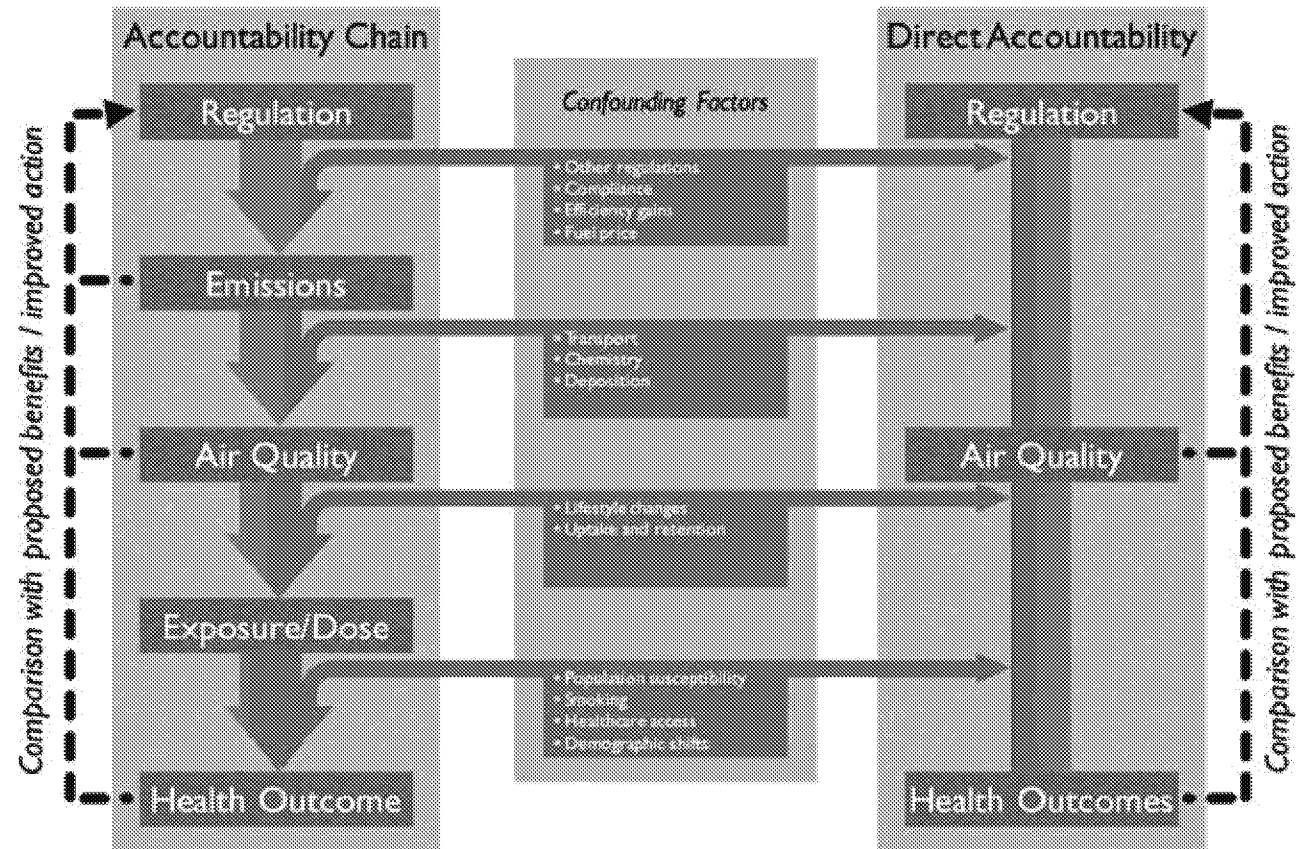 Accountability Chain
Regulation
Emissions
Air Quality
Exposure/Dose
Health Outcome
Comparison with proposed benefits / improved action
Confounding Factors
• Other regulations
• Compliance
• Efficiency gains
• Fuel price
• Transport
• Chemistry
• Deposition
• Lifestyle changes
• Uptake and retention
• Population susceptibility
• Smoking
• Healthcare access
• Demographic shifts
Direct Accountability
Regulation
Air Quality
Health Outcomes
Comparison with proposed benefits / improved action